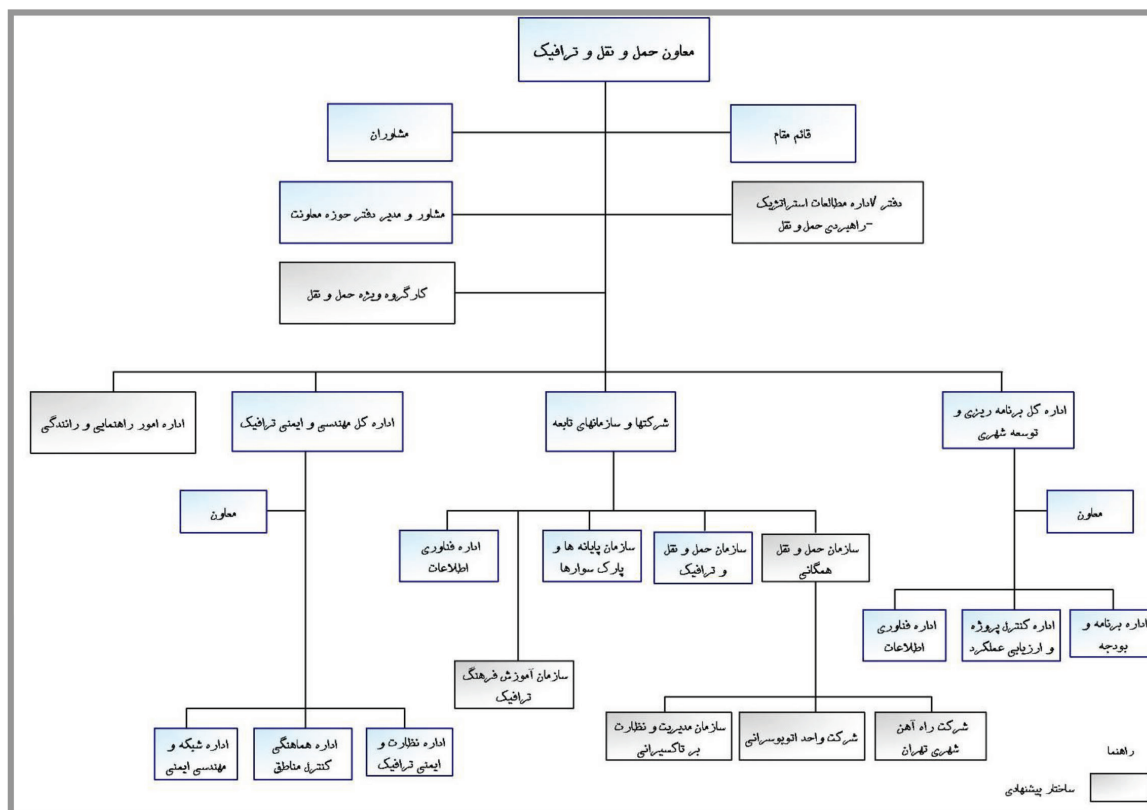 معاون حمل و نقل و ترافیک
قائم مقام
مشاوران
دفتر /اداره مطالعات استراتژیک
-راهبردی حمل و نقل
مشاور و مدیر دفتر حوزه معاونت
کارگروه ویژه حمل و نقل
اداره کل برنامه ریزی و
توسعه شهری
شرکتها و سازمانهای تابعه
اداره کل مهندسی و ایمنی ترافیک
اداره امور راهنمایی و رانندگی
معاون
معاون
سازمان حمل و نقل
همگانی
سازمان حمل و نقل
و ترافیک
سازمان پایانه ها و
پارک سوارها
اداره فناوری
اطلاعات
اداره برنامه و
بودجه
اداره کنترل پروژه
و ارزیابی عملکرد
اداره فناوری
اطلاعات
سازمان آموزش فرهنگ
ترافیک
شرکت راه آهن
شهری تهران
شرکت واحد اتوبوسرانی
سازمان مدیریت و نظارت
بر تاکسیرانی
اداره نظارت و
ایمنی ترافیک
اداره هماهنگی
کنترل مناطق
اداره شبکه و
مهندسی ایمنی
راهنما
ساختار پیشنهادی